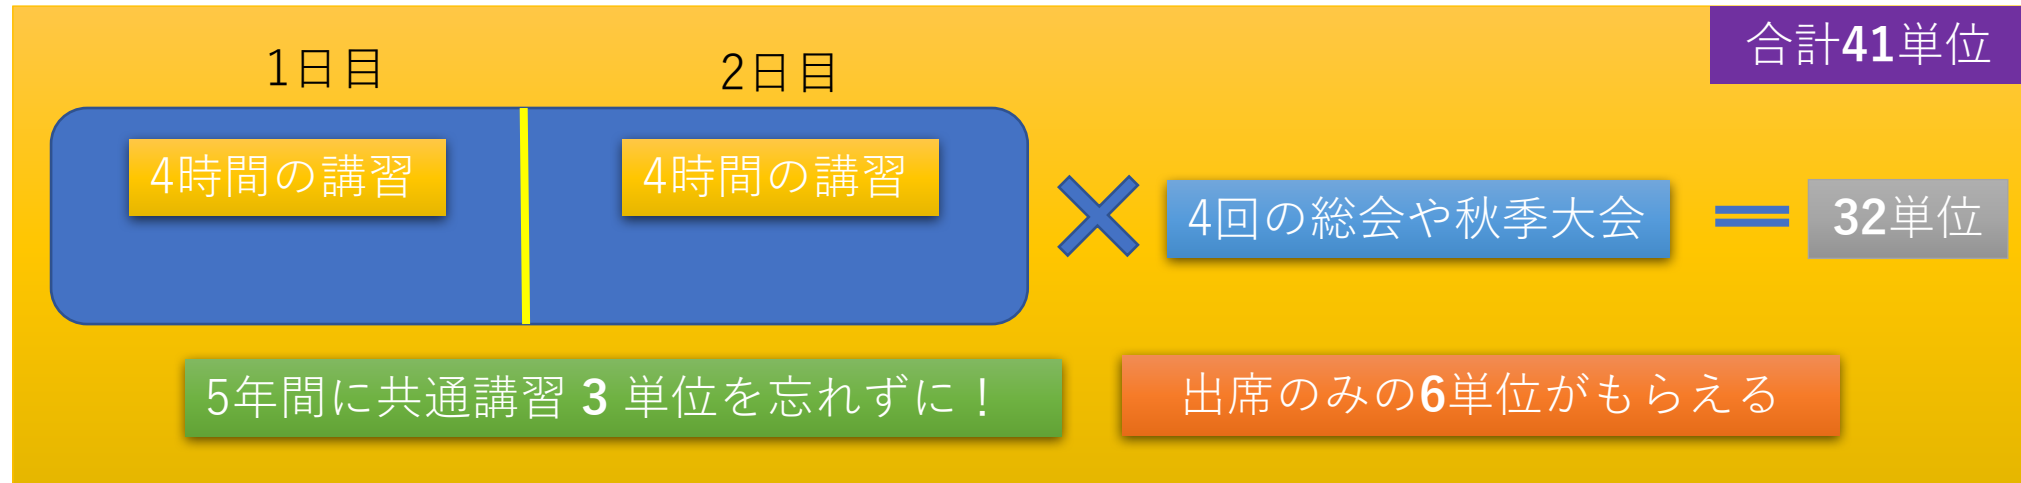 合計41単位
1日目
2日目
4時間の講習
4時間の講習
4回の総会や秋季大会
32単位
5年間に共通講習 3 単位を忘れずに！
出席のみの6単位がもらえる